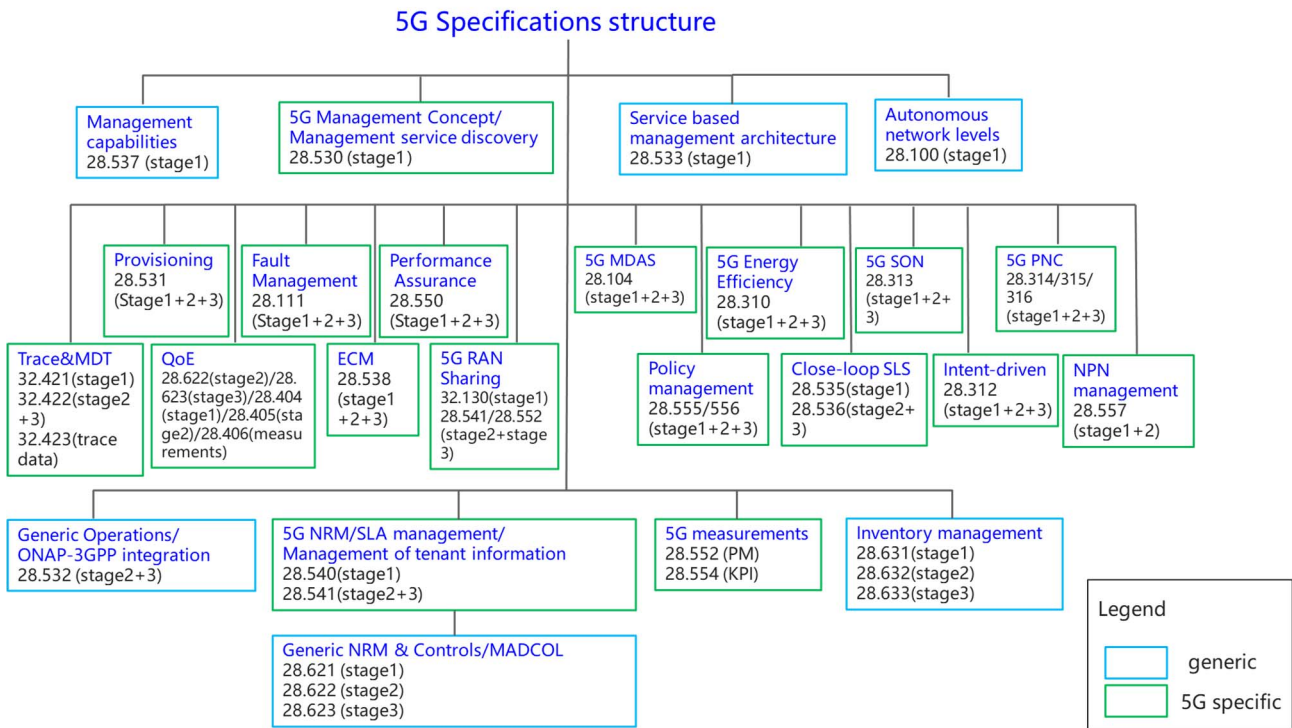 5G Specifications structure
Management
capabilities
28.537 (stage1)
5G Management Concept/
Management service discovery
28.530 (stage1)
Service based
management architecture
28.533 (stage1)
Autonomous
network levels
28.100 (stage1)
Provisioning
28.531
(Stage1+2+3)
Fault
Management
28.111
(Stage1+2+3)
Performance
Assurance
28.550
(Stage1+2+3)
5G MDAS
28.104
(stage1+2+3)
5G Energy
Efficiency
28.310
(stage1+2+3)
5G SON
28.313
(stage1+2+
3)
5G PNC
28.314/315/
316
(stage1+2+3)
Trace&MDT
32.421(stage1)
32.422(stage2
+3)
32.423(trace
data)
QoE
28.622(stage2)/28.
623(stage3)/28.404
(stage1)/28.405(sta
ge2)/28.406(measu
rements)
ECM
28.538
(stage1
+2+3)
5G RAN
Sharing
32.130(stage1)
28.541/28.552
(stage2+stage
3)
Policy
management
28.555/556
(stage1+2+3)
Close-loop SLS
28.535(stage1)
28.536(stage2+
3)
Intent-driven
28.312
(stage1+2+3)
NPN
management
28.557
(stage1+2)
Generic Operations/
ONAP-3GPP integration
28.532 (stage2+3)
5G NRM/SLA management/
Management of tenant information
28.540(stage1)
28.541(stage2+3)
5G measurements
28.552 (PM)
28.554 (KPI)
Inventory management
28.631(stage1)
28.632(stage2)
28.633(stage3)
Generic NRM & Controls/MADCOL
28.621 (stage1)
28.622 (stage2)
28.623 (stage3)
Legend
generic
5G specific